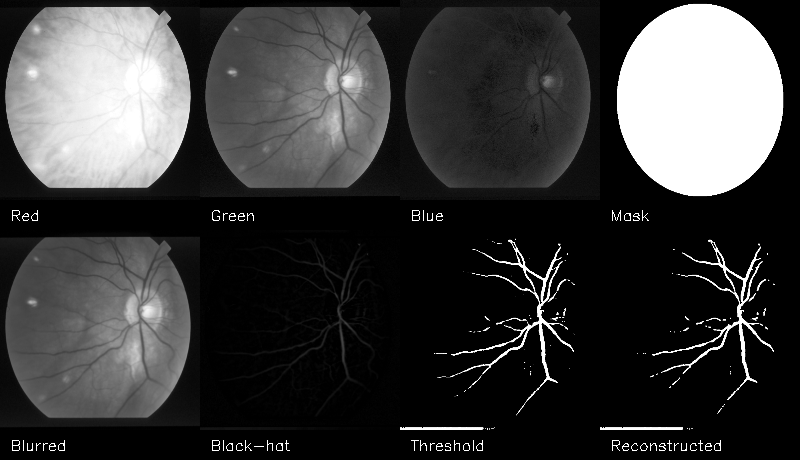 Red
Green
Blue
Mask
Blurred
Black-hat
Threshold
Reconstructed